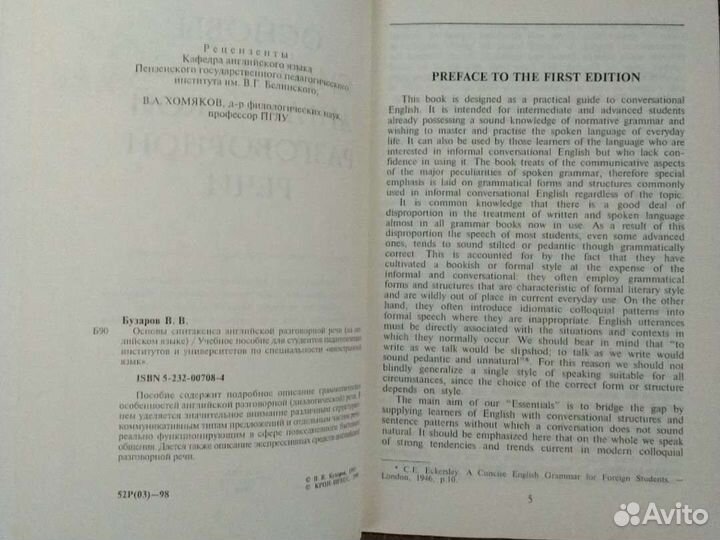 Рецензенты
Кафедра английского языка
Пензенского государственного педагогического
института им. В.Г. Белинского,
В.А. ХОМЯКОВ, д-р филологических наук,
профессор ПГЛУ
Бузаров В. В.
Б90 Основы синтаксиса английской разговорной речи (на
английском языке) / Учебное пособие для студентов
институтов и университетов по специальности «иностранный
язык».
ISBN 5-232-00708-4
Пособие содержит подробное описание
особенностей английской разговорной (диалогической) речи. В
нем уделяется значительное внимание различным
коммуникативным типам предложений и отдельным частям речи,
реально функционирующим в сфере повседневного бытового
общения. Дается также описание экспрессивных средств английской
разговорной речи.
© В. В. Бузаров,
© КРОН-ПРЕСС,
52Р(03)—98
PREFACE TO THE FIRST EDITION
This book is designed as a practical guide to conversational
English. It is intended for intermediate and advanced students
already possessing a sound knowledge of normative grammar and
wishing to master and practise the spoken language of everyday
life. It can also be used by those learners of the language who are
interested in informal conversational English but who lack con-
fidence in using it. The book treats of the communicative aspects
of the major peculiarities of spoken grammar, therefore special
emphasis is laid on grammatical forms and structures commonly
used in informal conversational English regardless of the topic.
It is common knowledge that there is a good deal of
disproportion in the treatment of written and spoken language
almost in all grammar books now in use. As a result of this
disproportion the speech of most students, even some advanced
ones, tends to sound stilted or pedantic though grammatically
correct. This is accounted for by the fact that they have
cultivated a bookish or formal style at the expense of the
informal and conversational: they often employ grammatical
forms and structures that are characteristic of formal literary style
and are wildly out of place in current everyday use. On the other
hand, they often introduce idiomatic colloquial patterns into
formal speech where they are inappropriate. English utterances
must be directly associated with the situations and contexts in
which they normally occur. We should bear in mind that "to
write as we talk would be slipshod; to talk as we write would
sound pedantic and unnatural"*. For this reason we should not
blindly generalize a single style of speaking suitable for all
circumstances, since the choice of the correct form or structure
depends on style.
The main aim of our "Essentials" is to bridge the gap by
supplying learners of English with conversational structures and
sentence patterns without which a conversation does not sound
natural. It should be emphasized here that on the whole we speak
of strong tendencies and trends current in modern colloquial
* C.E. Eckersley. A Concise English Grammar for Foreign Students. —
London, 1946. p.10.
5
Avito